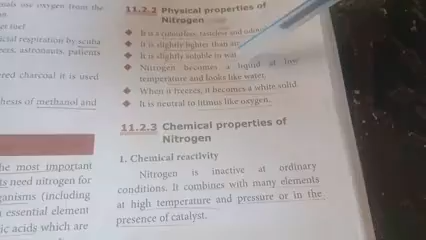 oxygen from the
11.2.2 Physical properties of
Nitrogen
It is a colourless, tasteless and
It is slightly lighter than
It is slightly soluble in
Nitrogen becomes a liquid at low
temperature and looks like water.
When it freezes, it becomes a white solid.
It is neutral to litmus like oxygen.
11.2.3 Chemical properties of
Nitrogen
1. Chemical reactivity
Nitrogen is inactive at ordinary
conditions. It combines with many elements
at high temperature and pressure or in the
presence of catalyst.
respiration by scuba
astronauts, patients
charcoal it is used
of methanol and
the most important
need nitrogen for
(including
essential element
acids which are